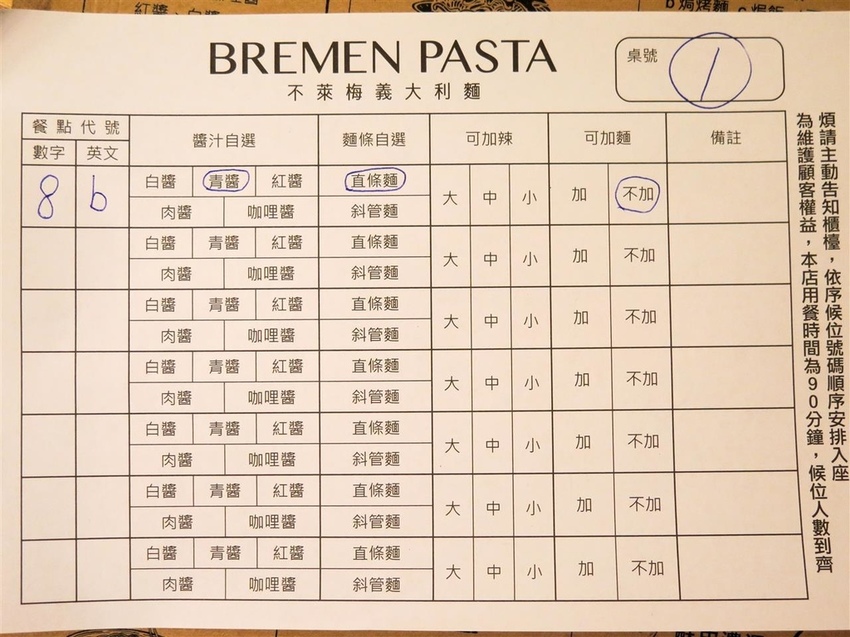 紅醬、白醬
b焗烤麵 c焗飯
BREMEN PASTA
不萊梅義大利麵
桌號 1
餐點代號 醬汁自選 麵條自選 可加辣 可加麵 備註
數字 英文
8 b 白醬 青醬 紅醬 直條麵 大 中 小 加 不加
肉醬 咖哩醬 斜管麵
白醬 青醬 紅醬 直條麵 大 中 小 加 不加
肉醬 咖哩醬 斜管麵
白醬 青醬 紅醬 直條麵 大 中 小 加 不加
肉醬 咖哩醬 斜管麵
白醬 青醬 紅醬 直條麵 大 中 小 加 不加
肉醬 咖哩醬 斜管麵
白醬 青醬 紅醬 直條麵 大 中 小 加 不加
肉醬 咖哩醬 斜管麵
白醬 青醬 紅醬 直條麵 大 中 小 加 不加
肉醬 咖哩醬 斜管麵
白醬 青醬 紅醬 直條麵 大 中 小 加 不加
肉醬 咖哩醬 斜管麵
煩請主動告知櫃檯，依序候位號碼順序安排入座
為維護顧客權益，本店用餐時間為90分鐘，候位人數到齊